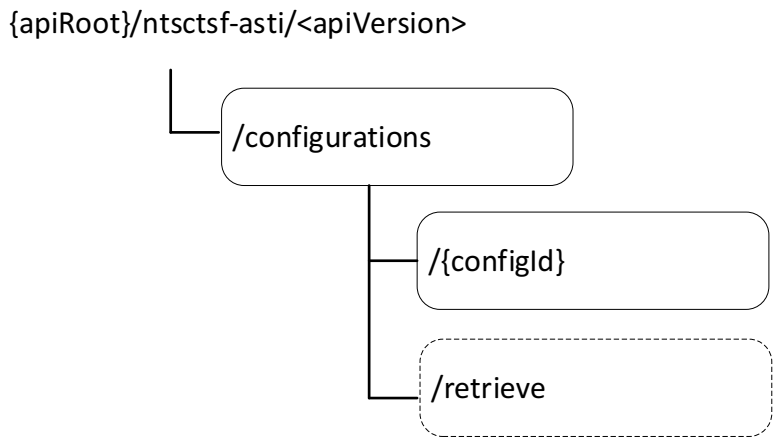 {apiRoot}/ntsctsf-asti/<apiVersion>
/configurations
/{configId}
/retrieve